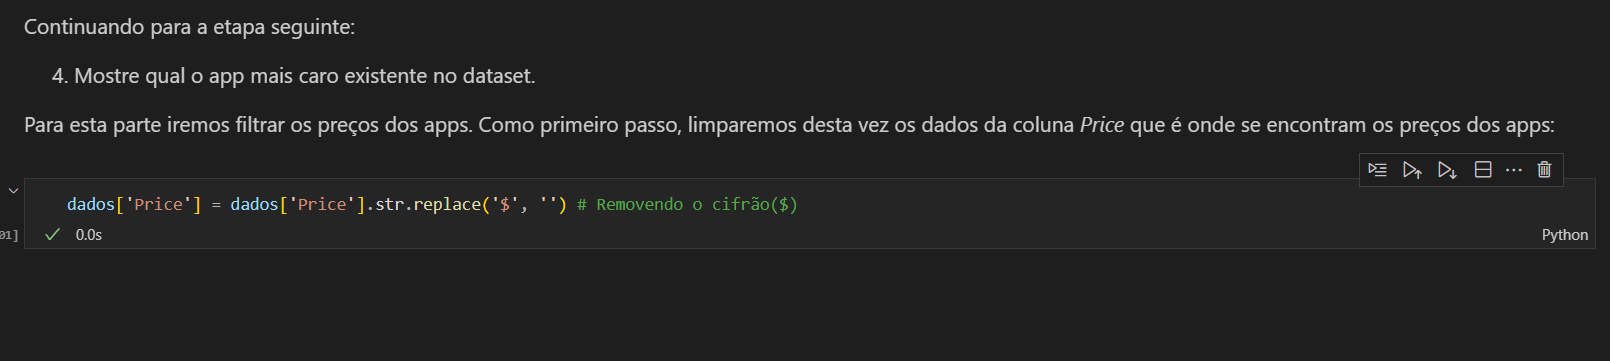 Continuando para a etapa seguinte:
4. Mostre qual o app mais caro existente no dataset.
Para esta parte iremos filtrar os preços dos apps. Como primeiro passo, limparemos desta vez os dados da coluna Price que é onde se encontram os preços dos apps:
dados['Price'] = dados['Price'].str.replace('$', '') # Removendo o cifrão($)
01]
0.0s
Python